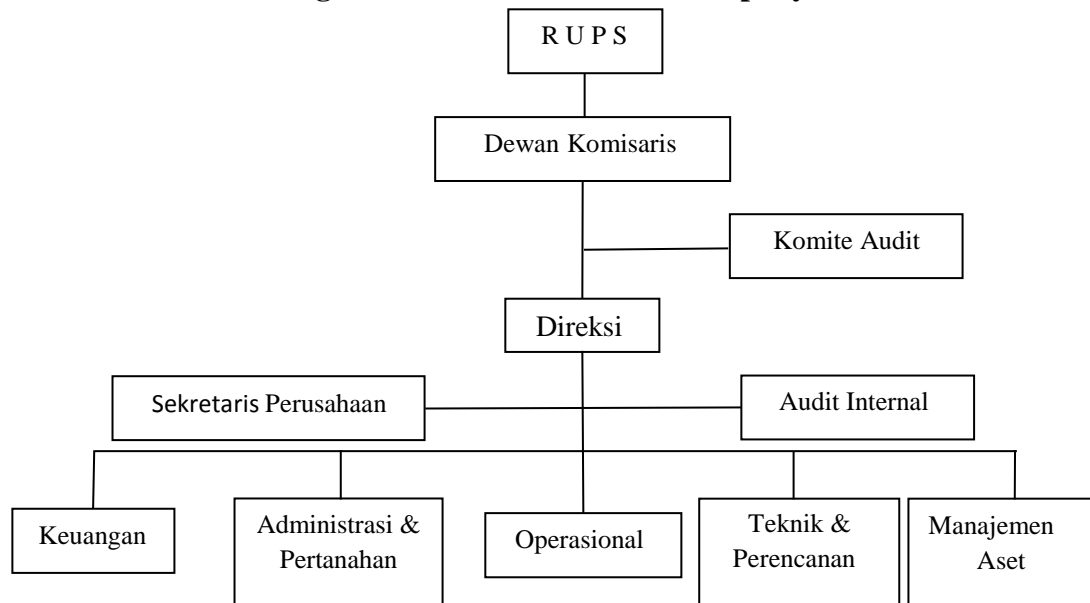 R U P S
Dewan Komisaris
Komite Audit
Direksi
Sekretaris Perusahaan
Audit Internal
Keuangan
Administrasi &
Pertanahan
Operasional
Teknik &
Perencanan
Manajemen
Aset